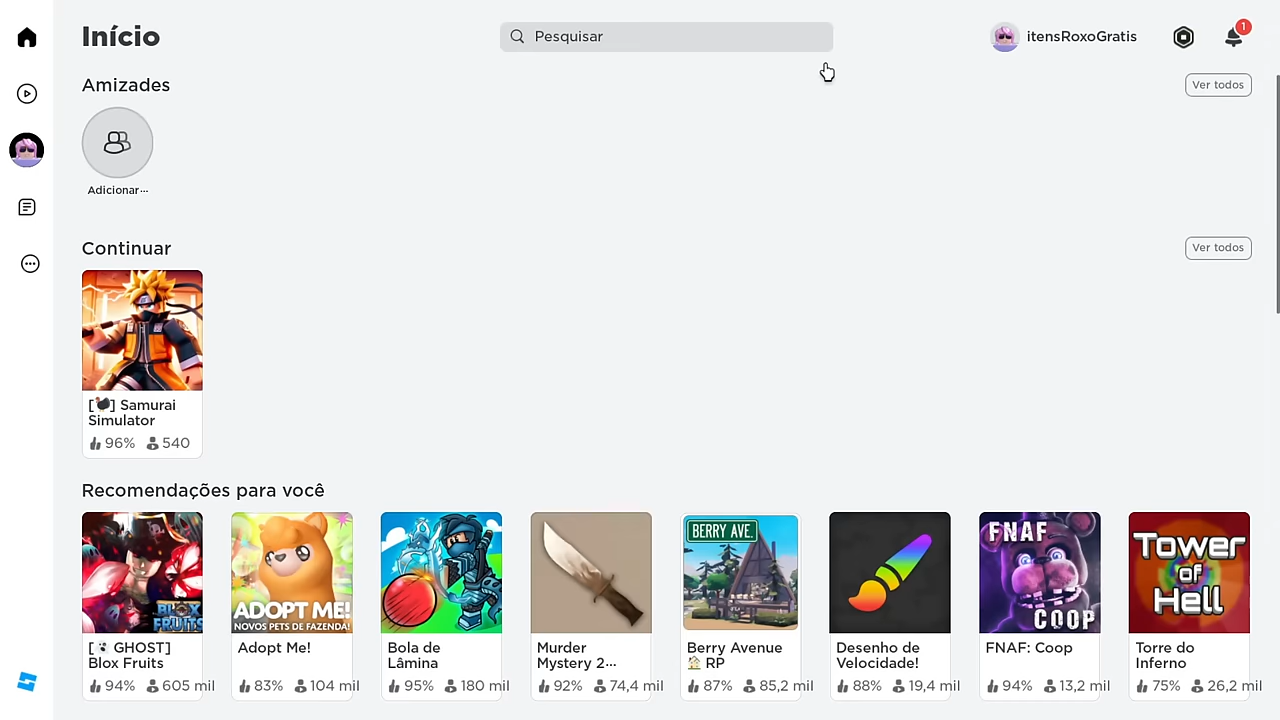 Início
Pesquisar
itensRoxoGratis
1
Amizades
Ver todos
Adicionar...
Continuar
Ver todos
[🦃] Samurai
Simulator
96% 540
Recomendações para você
BLOX
FRUITS
ADOPT ME!
NOVOS PETS DE FAZENDA!
BERRY AVE.
FNAF
COOP
Tower
of
Hell
[👻 GHOST]
Blox Fruits
94% 605 mil
Adopt Me!
83% 104 mil
Bola de
Lâmina
95% 180 mil
Murder
Mystery 2...
92% 74,4 mil
Berry Avenue
🏠 RP
87% 85,2 mil
Desenho de
Velocidade!
88% 19,4 mil
FNAF: Coop
94% 13,2 mil
Torre do
Inferno
75% 26,2 mil